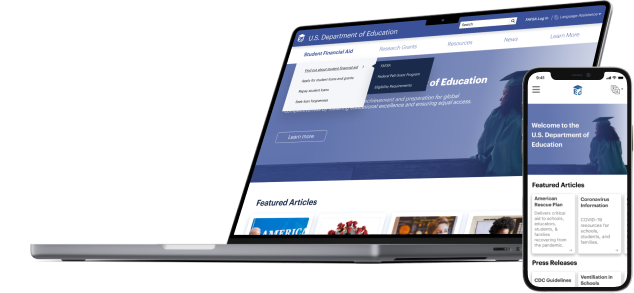 Search
FAFSA Log in
Language Assistance
U.S. Department of Education
Student Financial Aid
Research Grants
Resources
News
Learn More
Find out about student financial aid
FAFSA
Apply for student loans and grants
Federal Pell Grant Program
Repay student loans
Eligibility Requirements
Seek loan forgiveness
of Education
achievement and preparation for global
professional excellence and ensuring equal access.
Learn more
Featured Articles
9:41
Welcome to the
U.S. Department of
Education
Featured Articles
American
Rescue Plan
Delivers critical
aid to schools,
educators,
students, &
families
recovering from
the pandemic.
Coronavirus
Information
COVID-19
resources for
schools,
students, and
families.
Press Releases
CDC Guidelines
Ventilation in
Schools